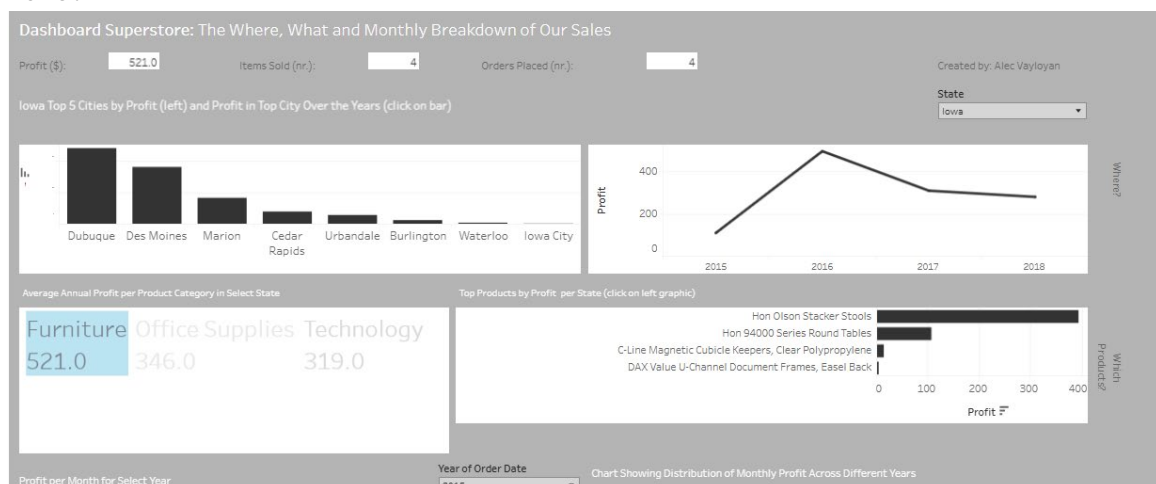 Dashboard Superstore: The Where, What and Monthly Breakdown of Our Sales
Profit ($): 521.0 Items Sold (nr.): 4 Orders Placed (nr.): 4 Created by: Alec Vayloyan
Iowa Top 5 Cities by Profit (left) and Profit in Top City Over the Years (click on bar)
State
Iowa
Dubuque Des Moines Marion Cedar Rapids Urbandale Burlington Waterloo Iowa City
Profit
400
200
0
2015 2016 2017 2018
Where?
Average Annual Profit per Product Category in Select State
Top Products by Profit per State (click on left graphic)
Furniture Office Supplies Technology
521.0 346.0 319.0
Hon Olson Stacker Stools
Hon 94000 Series Round Tables
C-Line Magnetic Cubicle Keepers, Clear Polypropylene
DAX Value U-Channel Document Frames, Easel Back
0 100 200 300 400
Profit
Which
Products?
Profit per Month for Select Year
Year of Order Date
Chart Showing Distribution of Monthly Profit Across Different Years